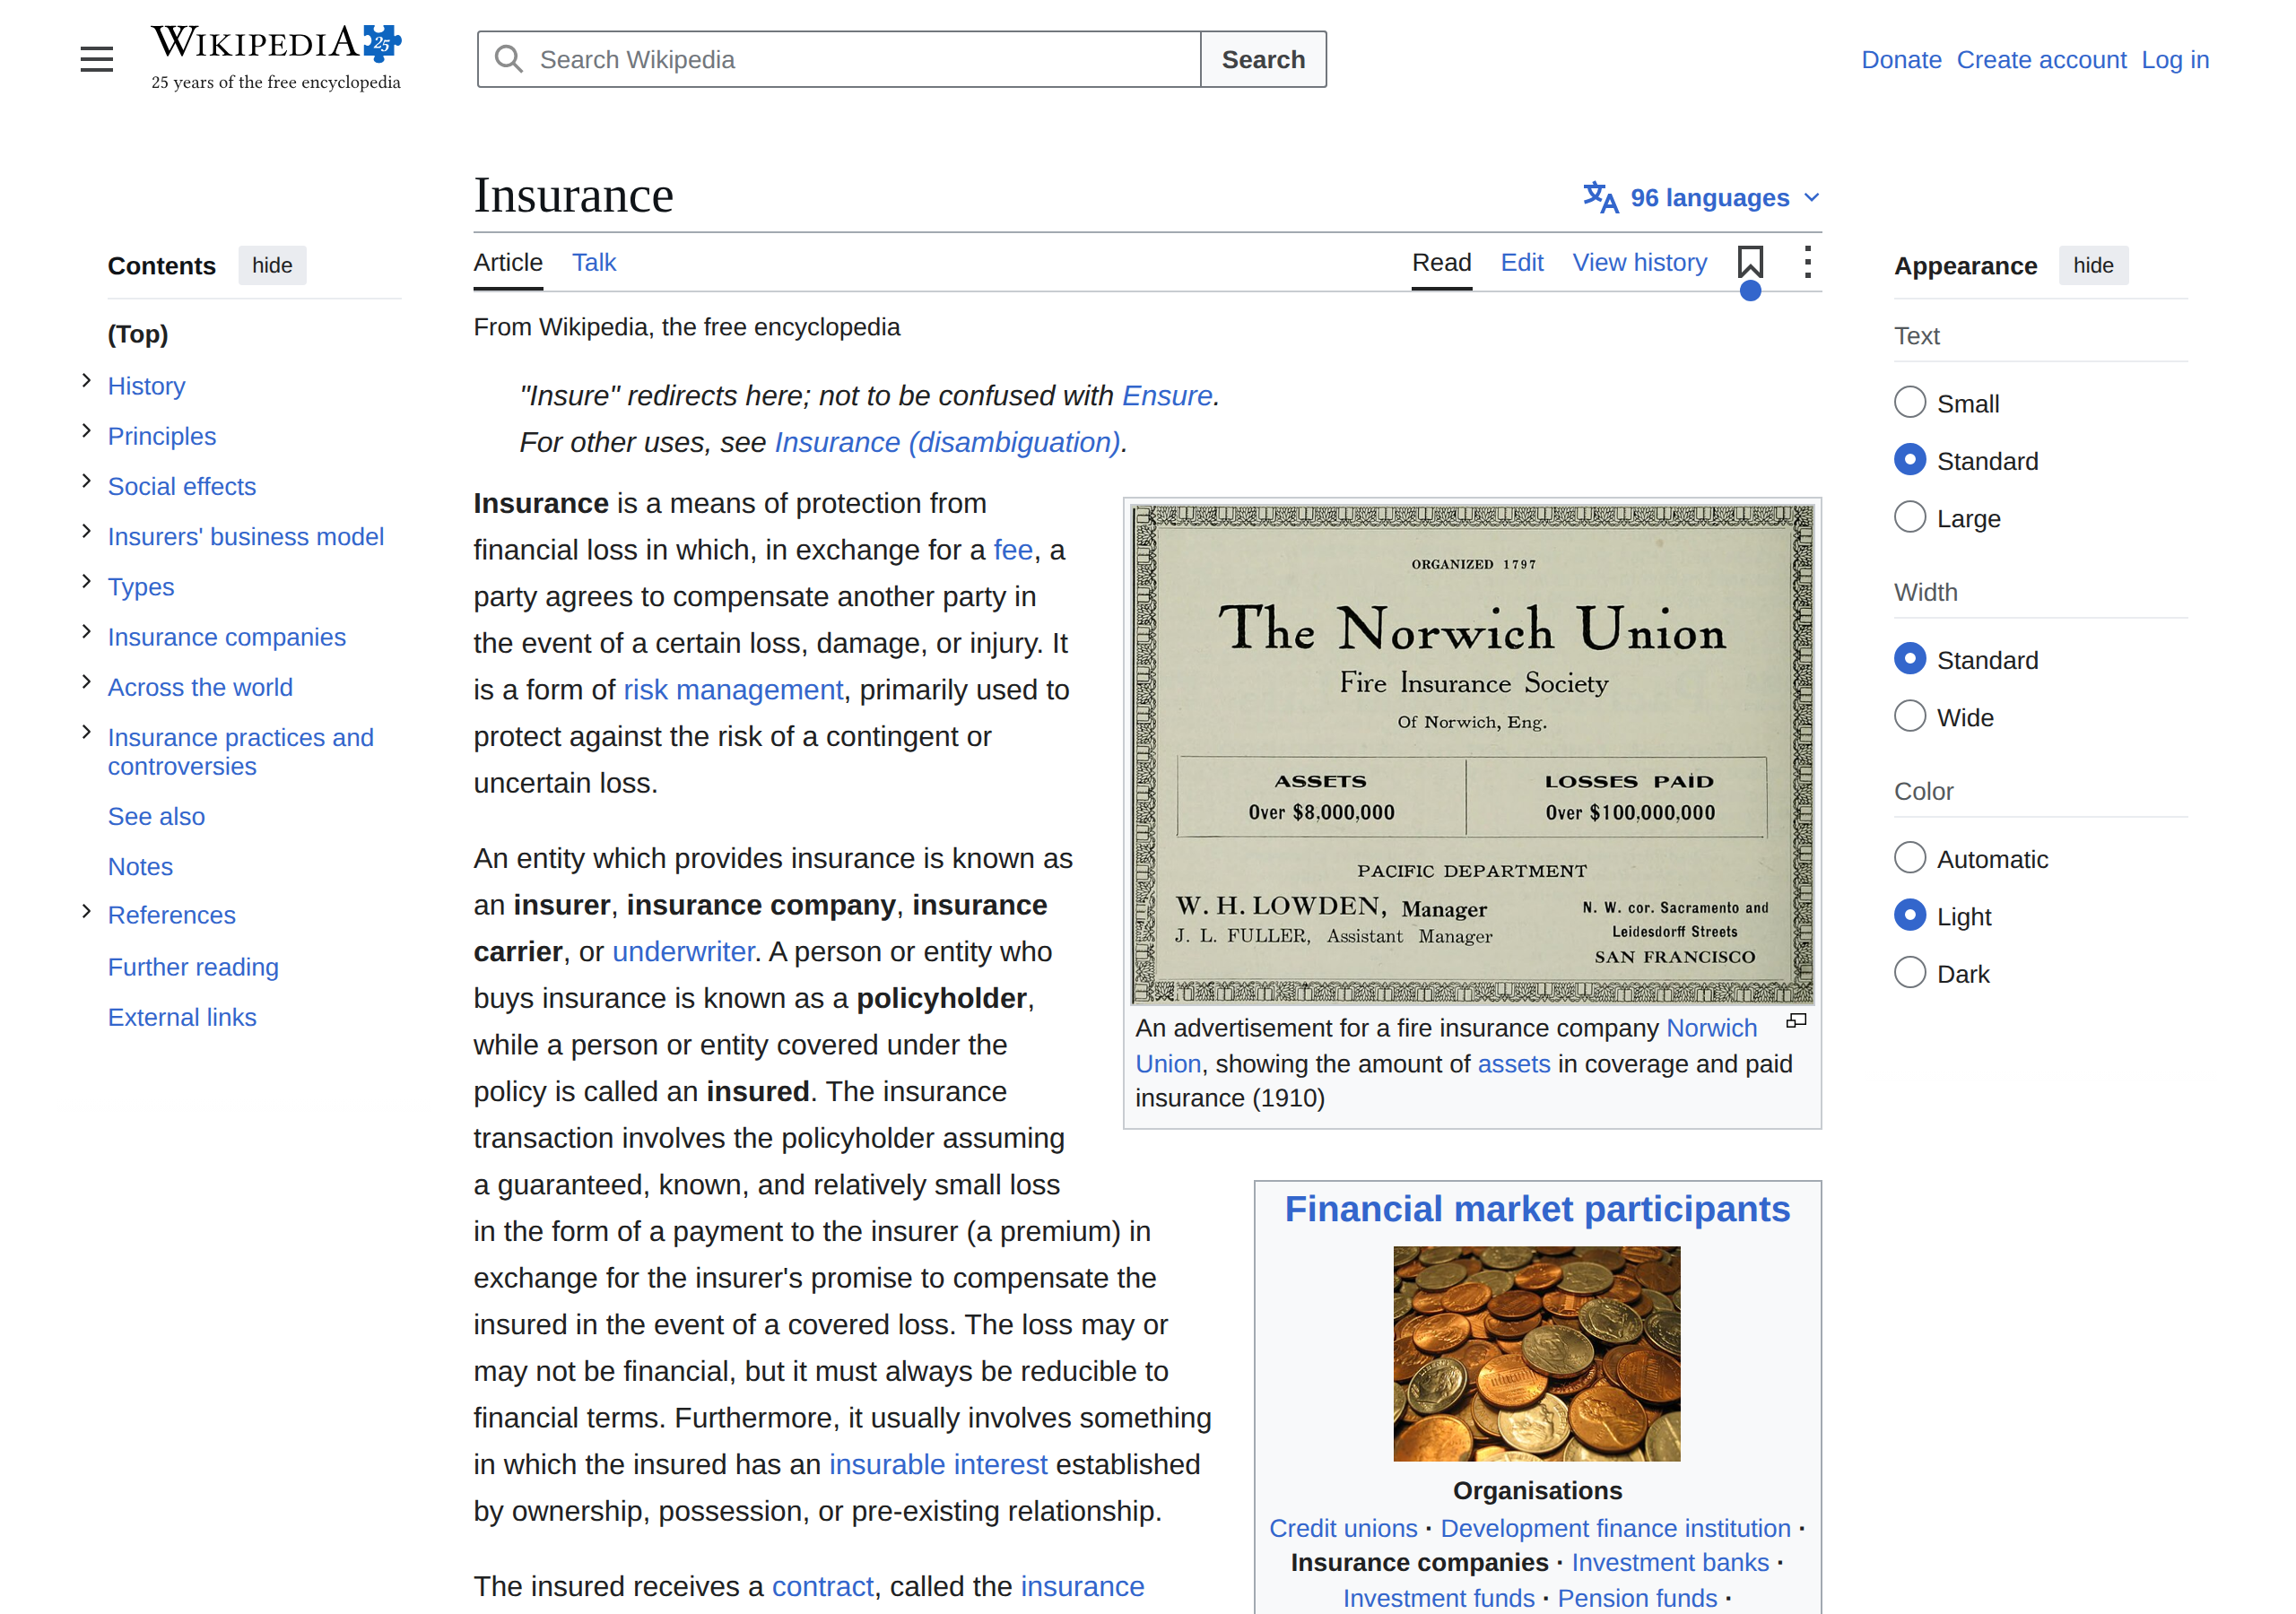 WIKIPEDIA 25
25 years of the free encyclopedia
Search Wikipedia
Search
Donate Create account Log in
Insurance
96 languages
Contents hide
(Top)
History
Principles
Social effects
Insurers' business model
Types
Insurance companies
Across the world
Insurance practices and
controversies
See also
Notes
References
Further reading
External links
Article Talk
Read Edit View history
From Wikipedia, the free encyclopedia
"Insure" redirects here; not to be confused with Ensure.
For other uses, see Insurance (disambiguation).
Insurance is a means of protection from
financial loss in which, in exchange for a fee, a
party agrees to compensate another party in
the event of a certain loss, damage, or injury. It
is a form of risk management, primarily used to
protect against the risk of a contingent or
uncertain loss.
An entity which provides insurance is known as
an insurer, insurance company, insurance
carrier, or underwriter. A person or entity who
buys insurance is known as a policyholder,
while a person or entity covered under the
policy is called an insured. The insurance
transaction involves the policyholder assuming
a guaranteed, known, and relatively small loss
in the form of a payment to the insurer (a premium) in
exchange for the insurer's promise to compensate the
insured in the event of a covered loss. The loss may or
may not be financial, but it must always be reducible to
financial terms. Furthermore, it usually involves something
in which the insured has an insurable interest established
by ownership, possession, or pre-existing relationship.
The insured receives a contract, called the insurance
ORGANIZED 1797
The Norwich Union
Fire Insurance Society
Of Norwich, Eng.
ASSETS
Over $8,000,000
LOSSES PAID
Over $100,000,000
PACIFIC DEPARTMENT
W. H. LOWDEN, Manager
J. L. FULLER, Assistant Manager
N. W. cor. Sacramento and
Leidesdorff Streets
SAN FRANCISCO
An advertisement for a fire insurance company Norwich
Union, showing the amount of assets in coverage and paid
insurance (1910)
Financial market participants
Organisations
Credit unions · Development finance institution ·
Insurance companies · Investment banks ·
Investment funds · Pension funds ·
Appearance hide
Text
Small
Standard
Large
Width
Standard
Wide
Color
Automatic
Light
Dark